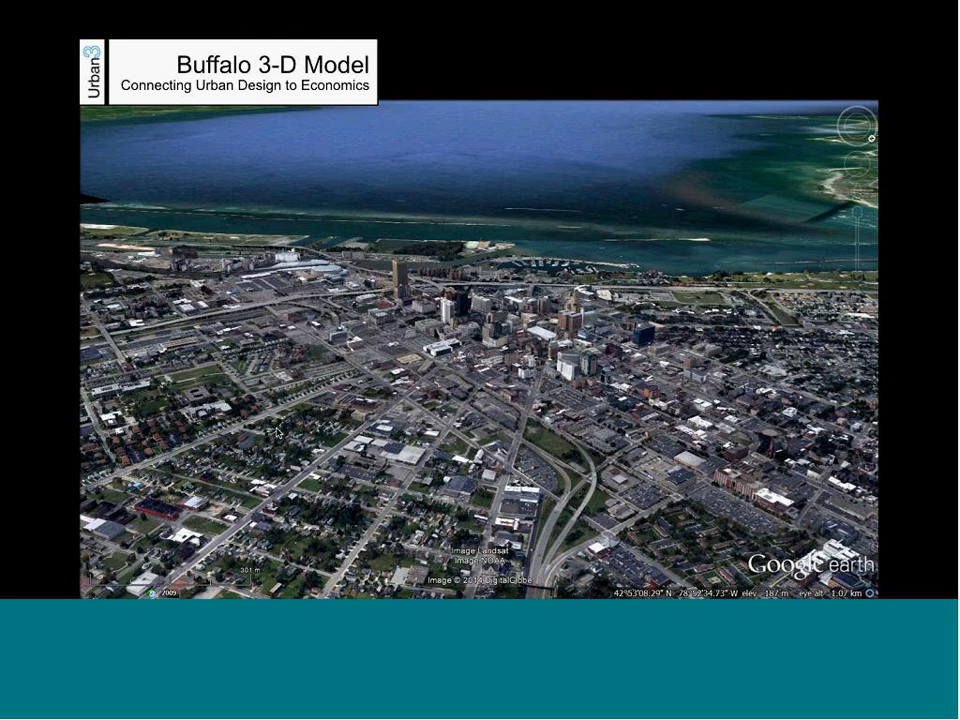 Urban3
Buffalo 3-D Model
Connecting Urban Design to Economics
301 m
Image Landsat
Image NOAA
Image © 2014 DigitalGlobe
Google earth
2009
42°53'08.29" N 78°52'34.73" W elev 187 m eye alt 1.07 km